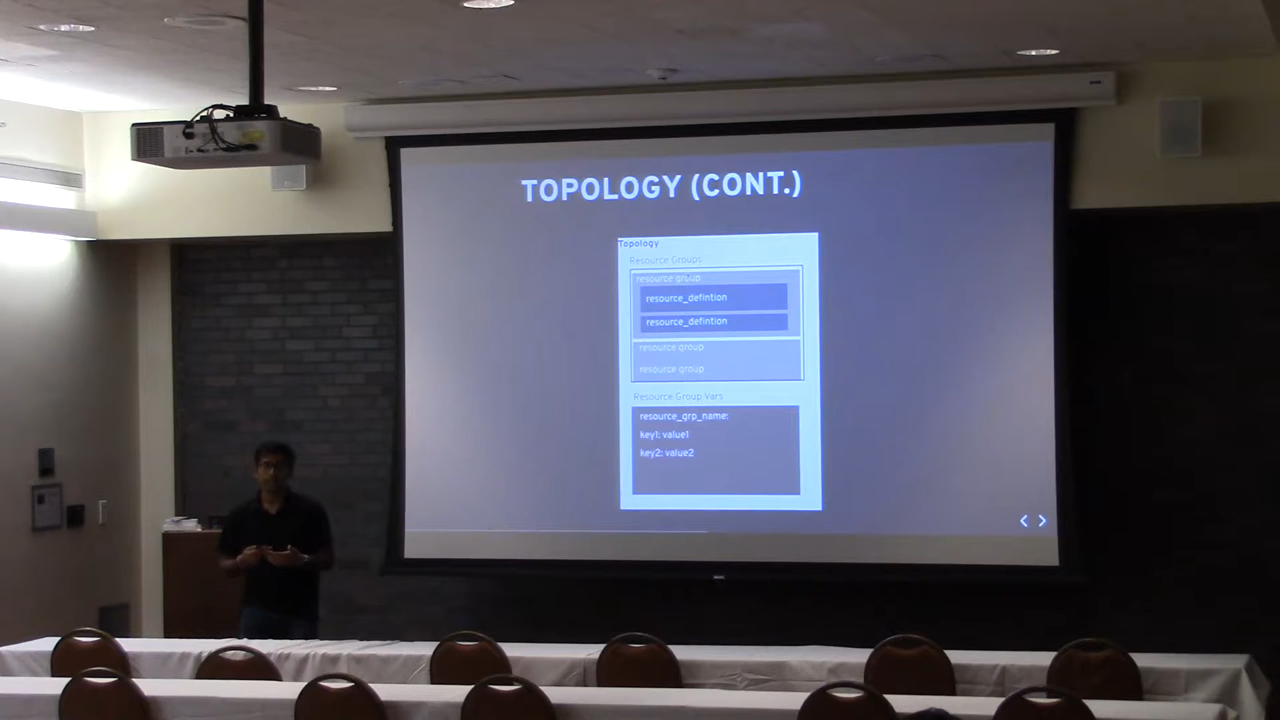 TOPOLOGY (CONT.)
Topology
Resource Groups
resource group
resource_defintion
resource_defintion
resource group
resource group
Resource Group Vars
resource_grp_name:
key1: value1
key2: value2